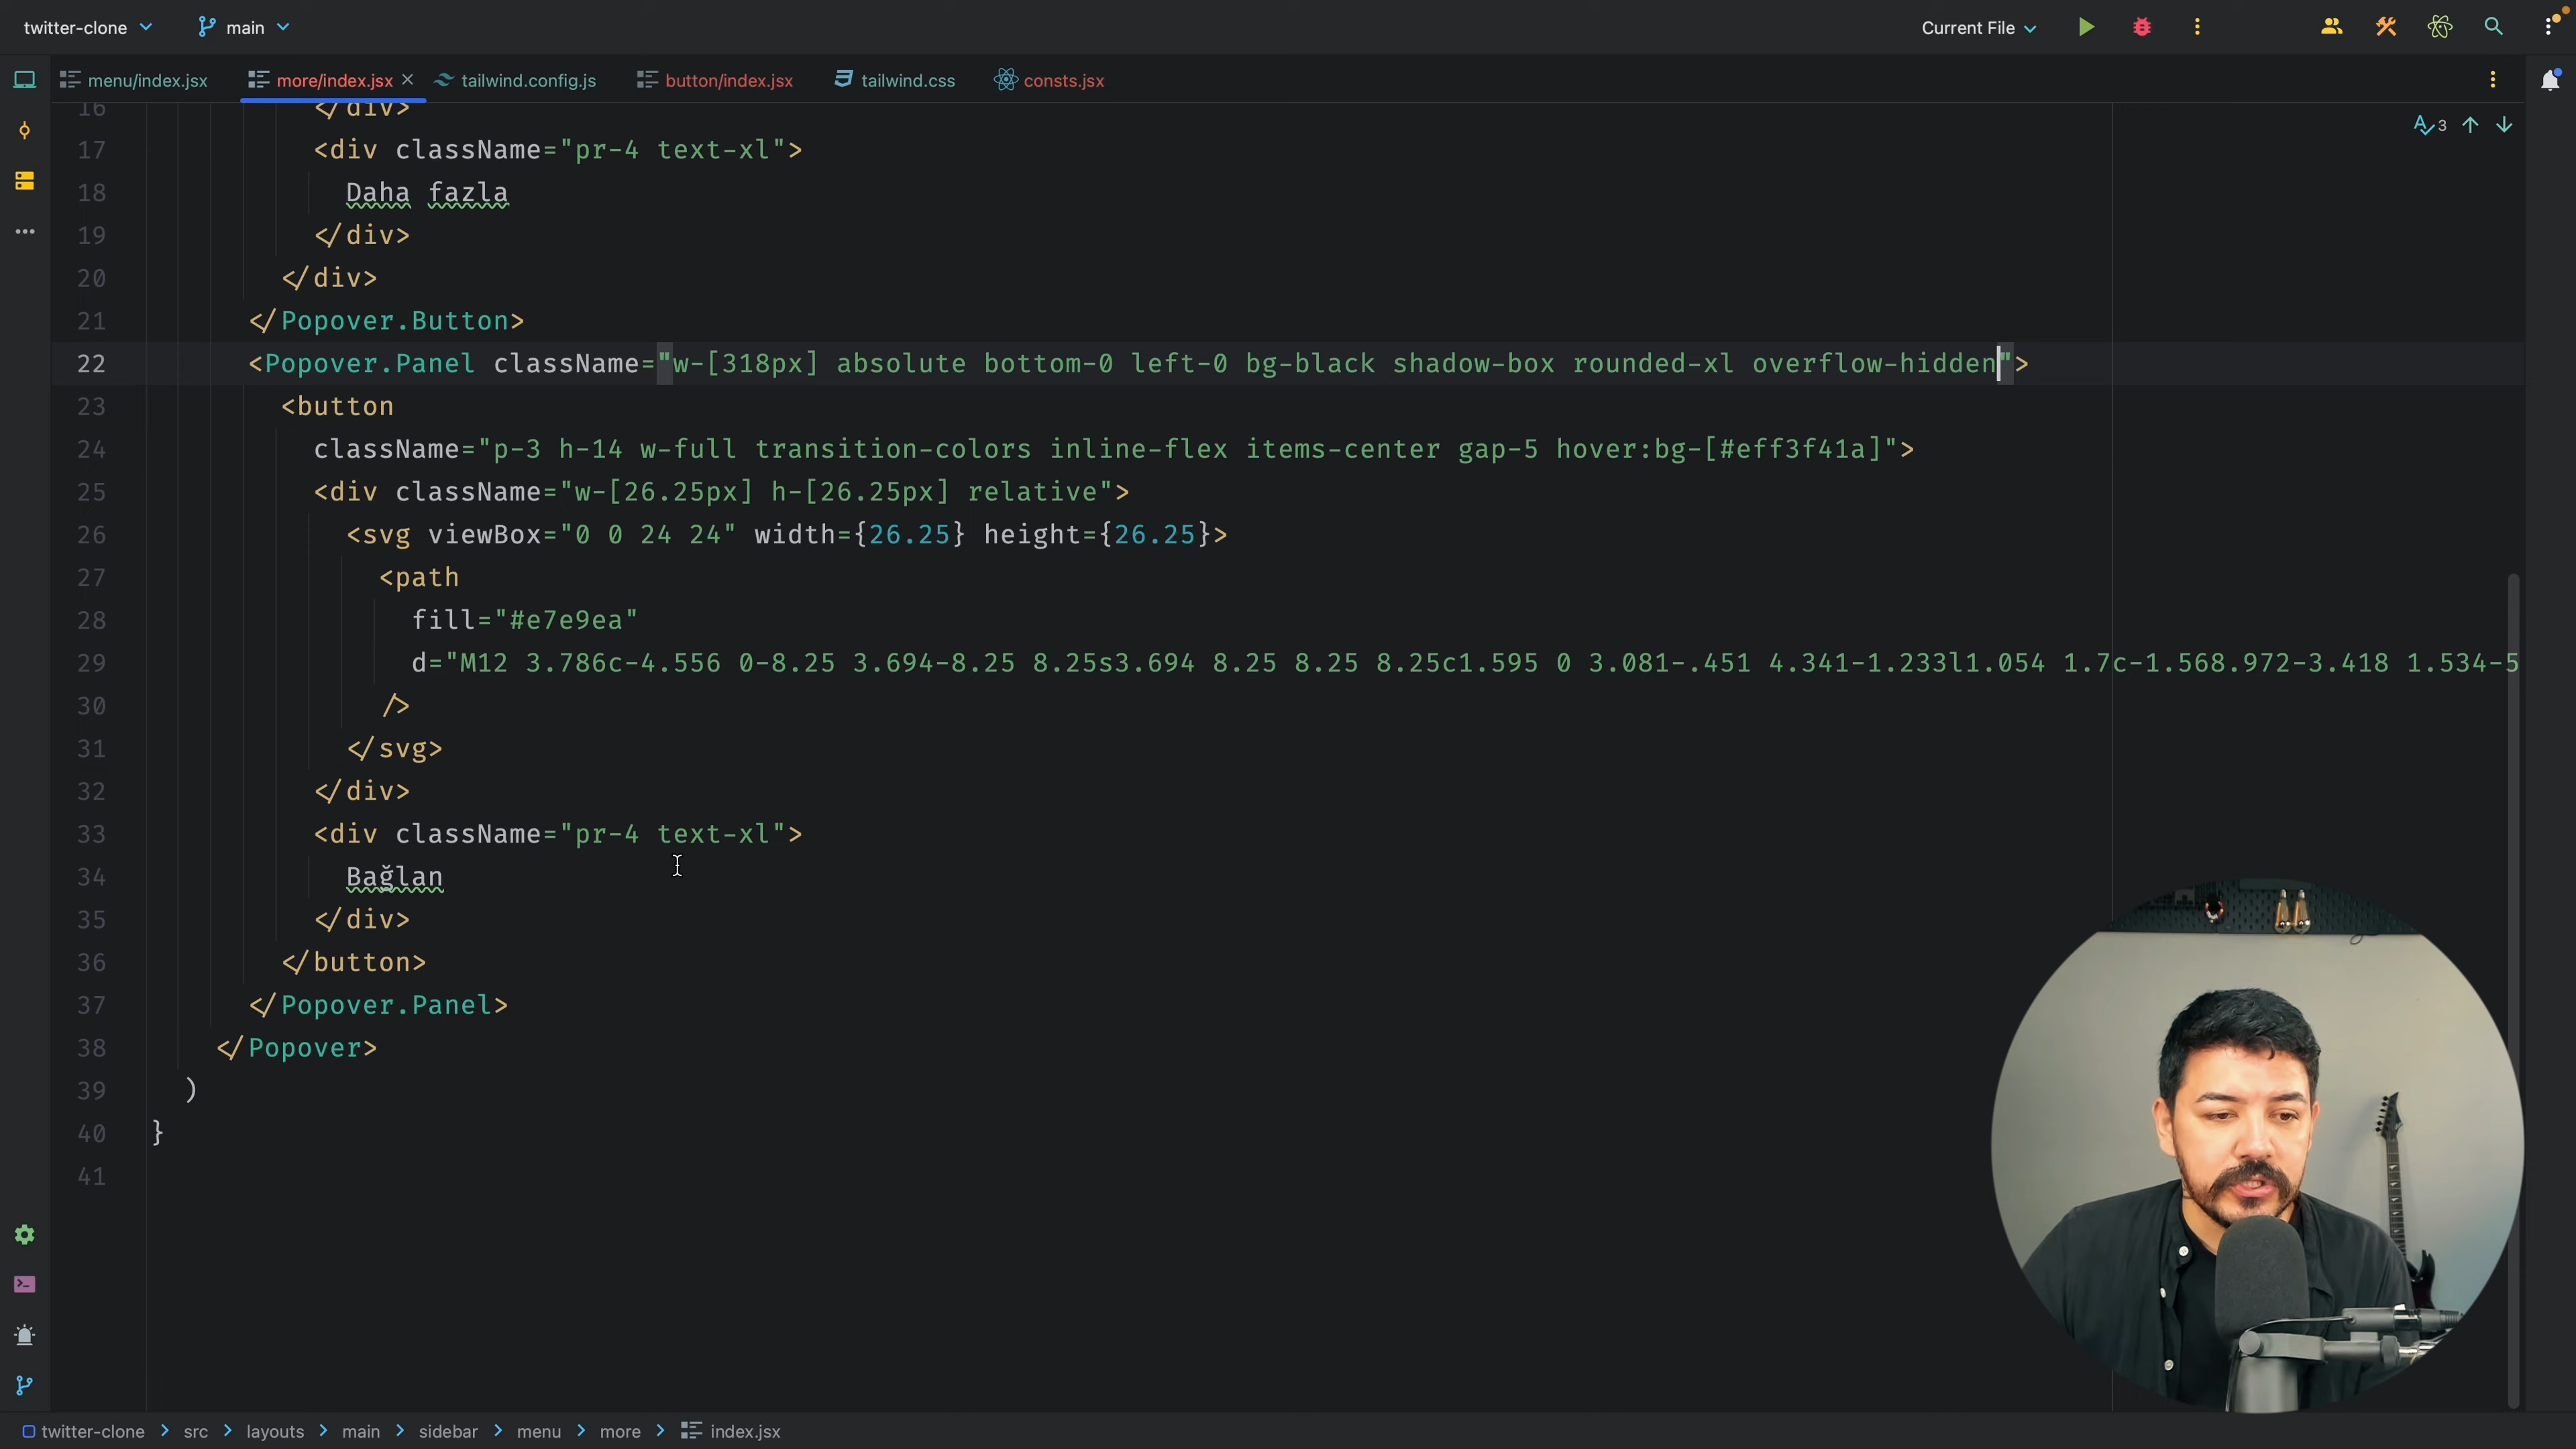 twitter-clone main Current File
menu/index.jsx more/index.jsx tailwind.config.js button/index.jsx tailwind.css consts.jsx
3
16 </div>
17 <div className="pr-4 text-xl">
18 Daha fazla
19 </div>
20 </div>
21 </Popover.Button>
22 <Popover.Panel className="w-[318px] absolute bottom-0 left-0 bg-black shadow-box rounded-xl overflow-hidden">
23 <button
24 className="p-3 h-14 w-full transition-colors inline-flex items-center gap-5 hover:bg-[#eff3f41a]">
25 <div className="w-[26.25px] h-[26.25px] relative">
26 <svg viewBox="0 0 24 24" width={26.25} height={26.25}>
27 <path
28 fill="#e7e9ea"
29 d="M12 3.786c-4.556 0-8.25 3.694-8.25 8.25s3.694 8.25 8.25 8.25c1.595 0 3.081-.451 4.341-1.233l1.054 1.7c-1.568.972-3.418 1.534-5
30 />
31 </svg>
32 </div>
33 <div className="pr-4 text-xl">
34 Bağlan
35 </div>
36 </button>
37 </Popover.Panel>
38 </Popover>
39 )
40 }
41
twitter-clone > src > layouts > main > sidebar > menu > more > index.jsx